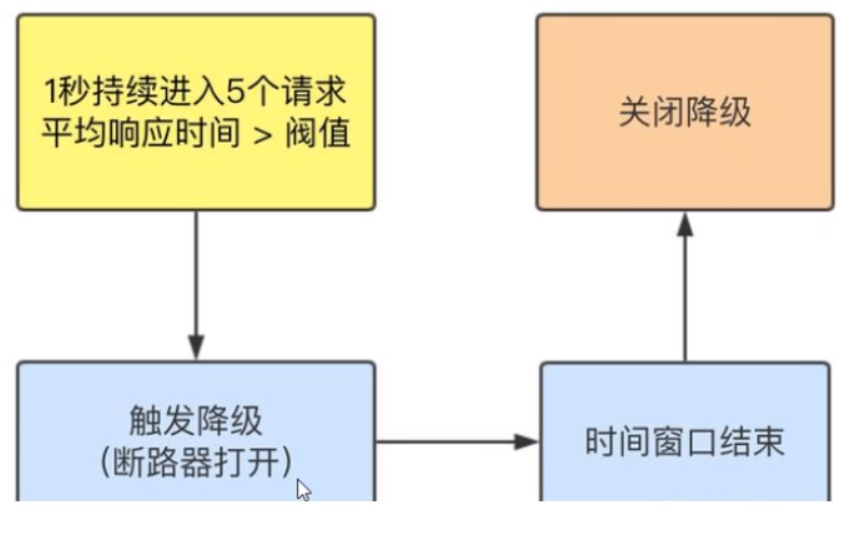 1秒持续进入5个请求
平均响应时间 > 阀值
关闭降级
触发降级
(断路器打开)
时间窗口结束